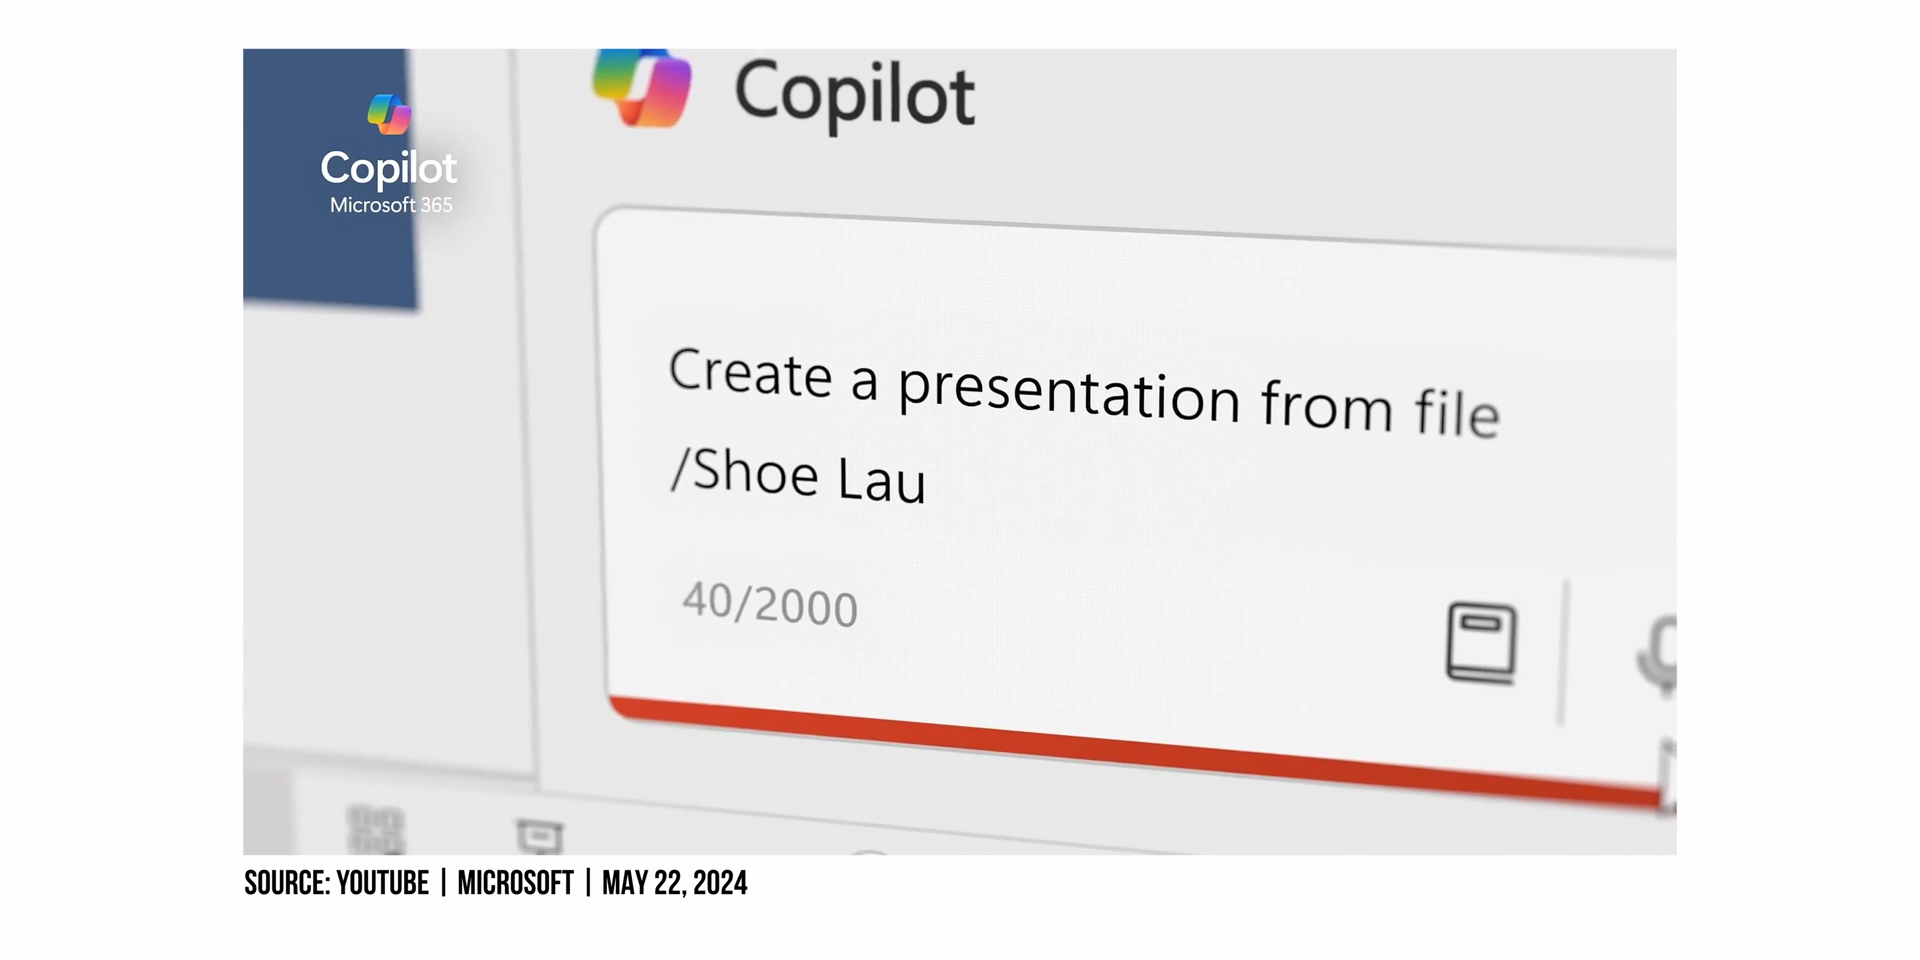 Copilot
Copilot
Microsoft 365
Create a presentation from file
/Shoe Lau
40/2000
SOURCE: YOUTUBE | MICROSOFT | MAY 22, 2024